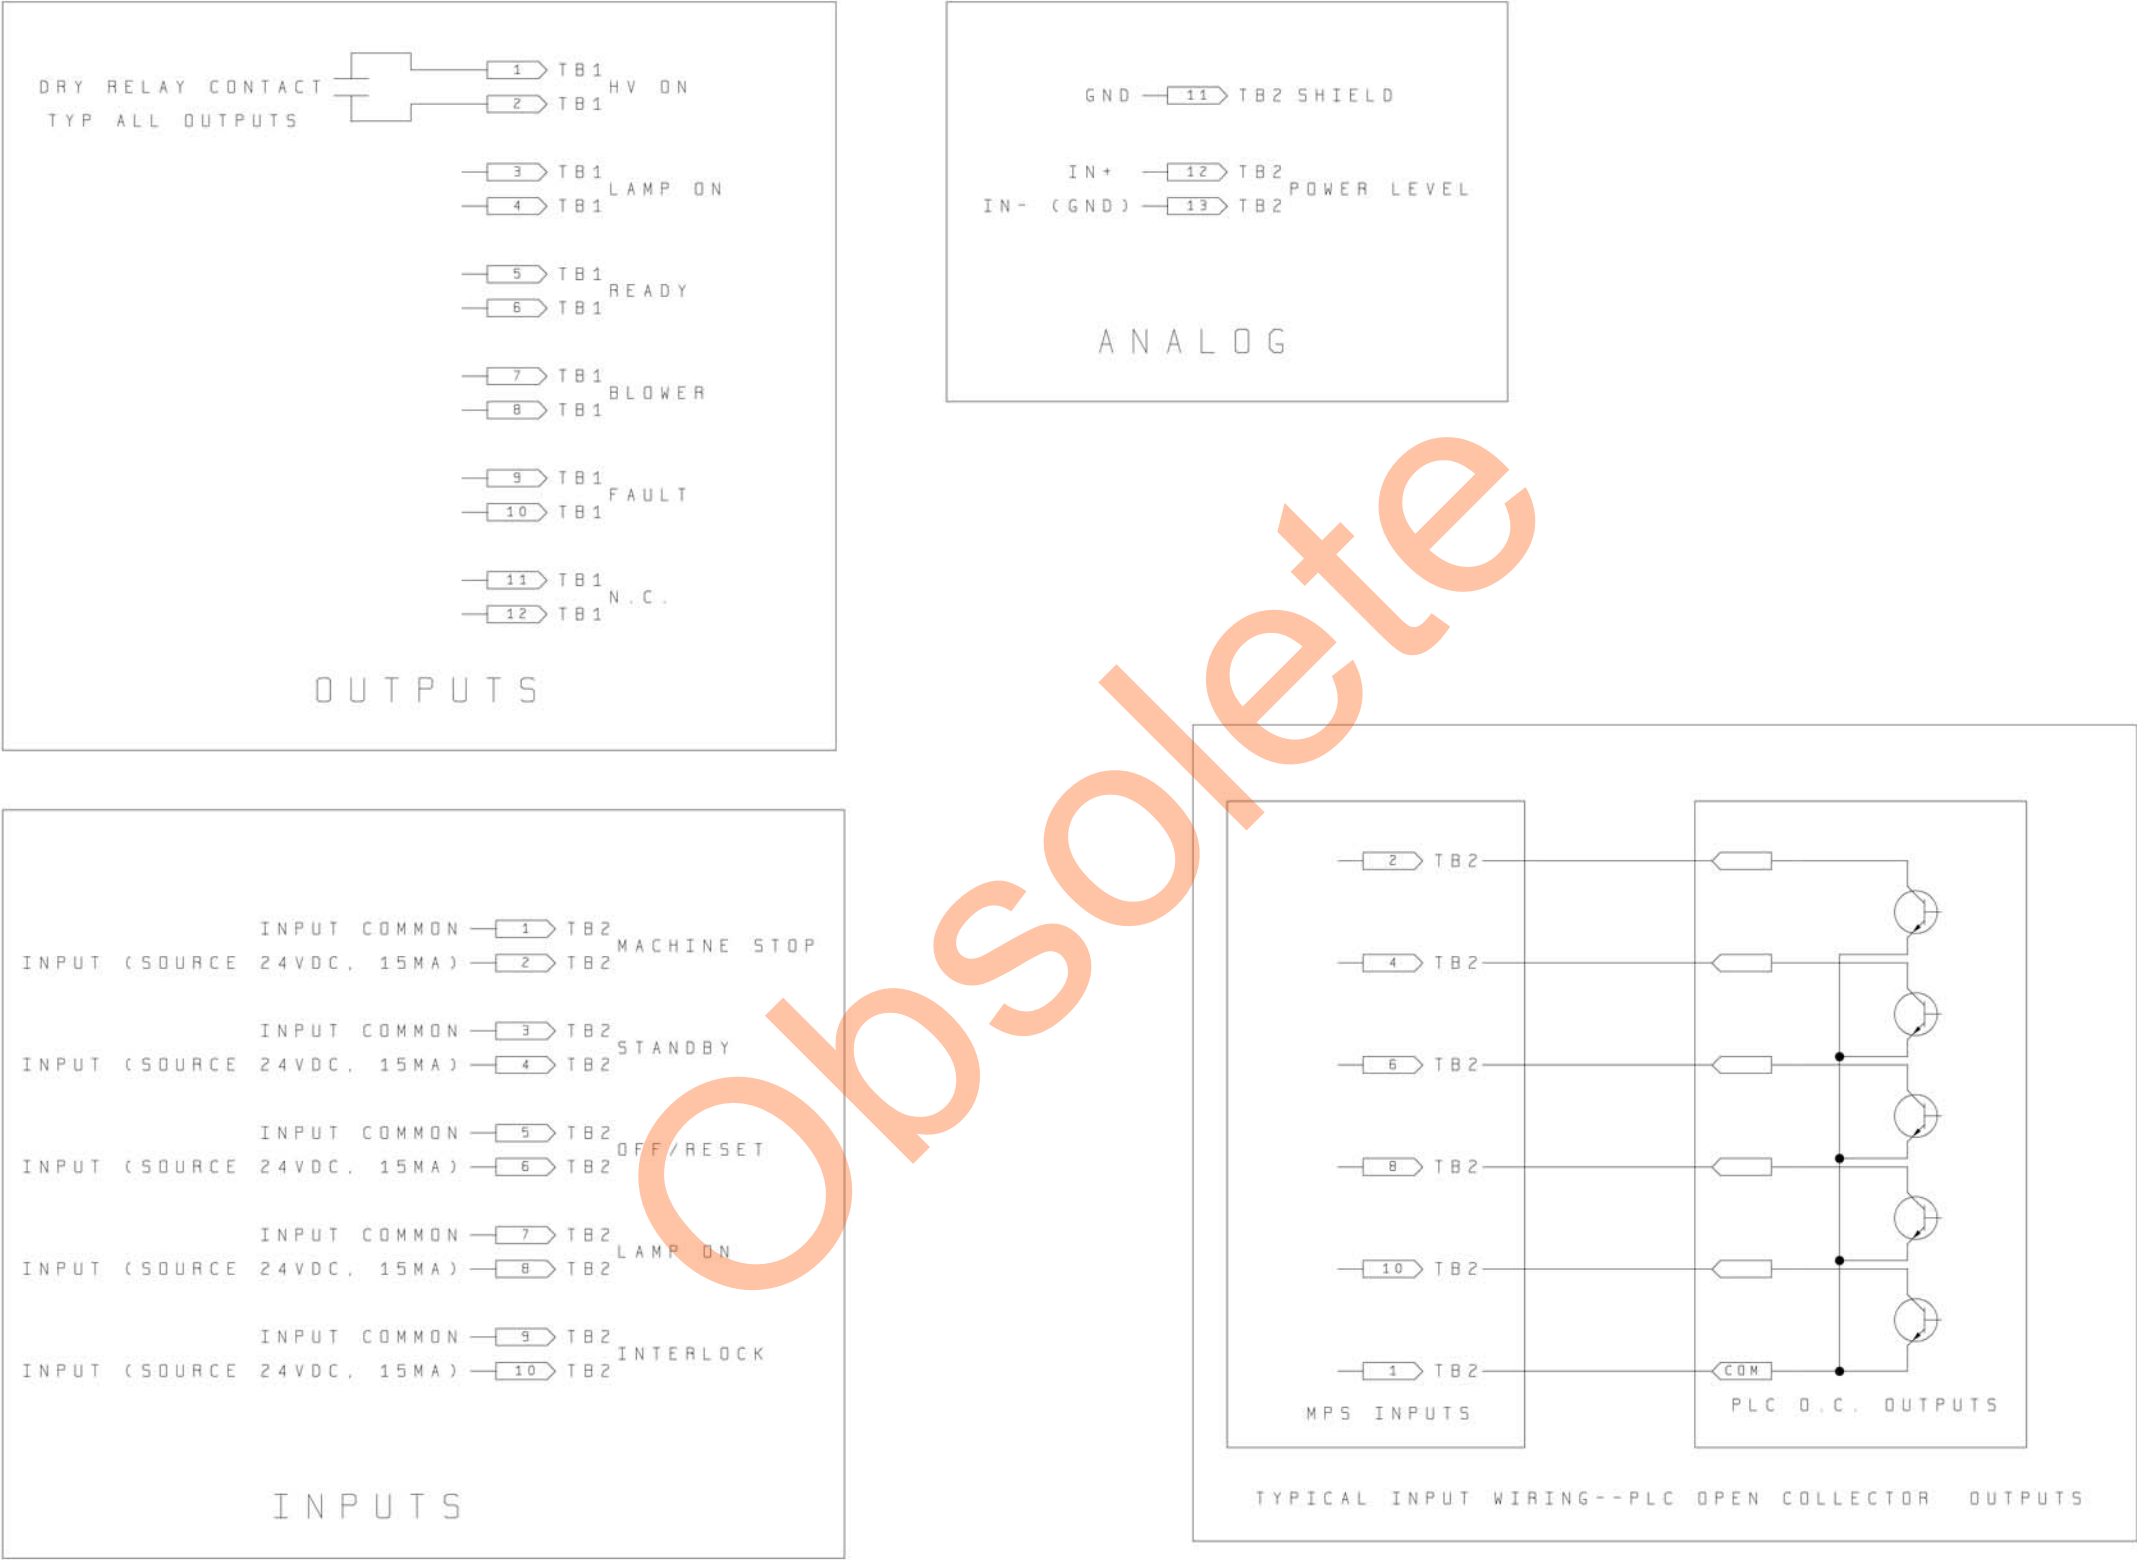 DRY RELAY CONTACT
TYP ALL OUTPUTS
1 TB1
HV ON
2 TB1
3 TB1
LAMP ON
4 TB1
5 TB1
READY
6 TB1
7 TB1
BLOWER
8 TB1
9 TB1
FAULT
10 TB1
11 TB1
N.C.
12 TB1
OUTPUTS
GND 11 TB2 SHIELD
IN+ 12 TB2
POWER LEVEL
IN- (GND) 13 TB2
ANALOG
INPUT COMMON 1 TB2
MACHINE STOP
INPUT (SOURCE 24VDC, 15MA) 2 TB2
INPUT COMMON 3 TB2
STANDBY
INPUT (SOURCE 24VDC, 15MA) 4 TB2
INPUT COMMON 5 TB2
OFF/RESET
INPUT (SOURCE 24VDC, 15MA) 6 TB2
INPUT COMMON 7 TB2
LAMP ON
INPUT (SOURCE 24VDC, 15MA) 8 TB2
INPUT COMMON 9 TB2
INTERLOCK
INPUT (SOURCE 24VDC, 15MA) 10 TB2
INPUTS
2 TB2
4 TB2
6 TB2
8 TB2
10 TB2
1 TB2 COM
MPS INPUTS
PLC O.C. OUTPUTS
TYPICAL INPUT WIRING--PLC OPEN COLLECTOR OUTPUTS
Obsolete